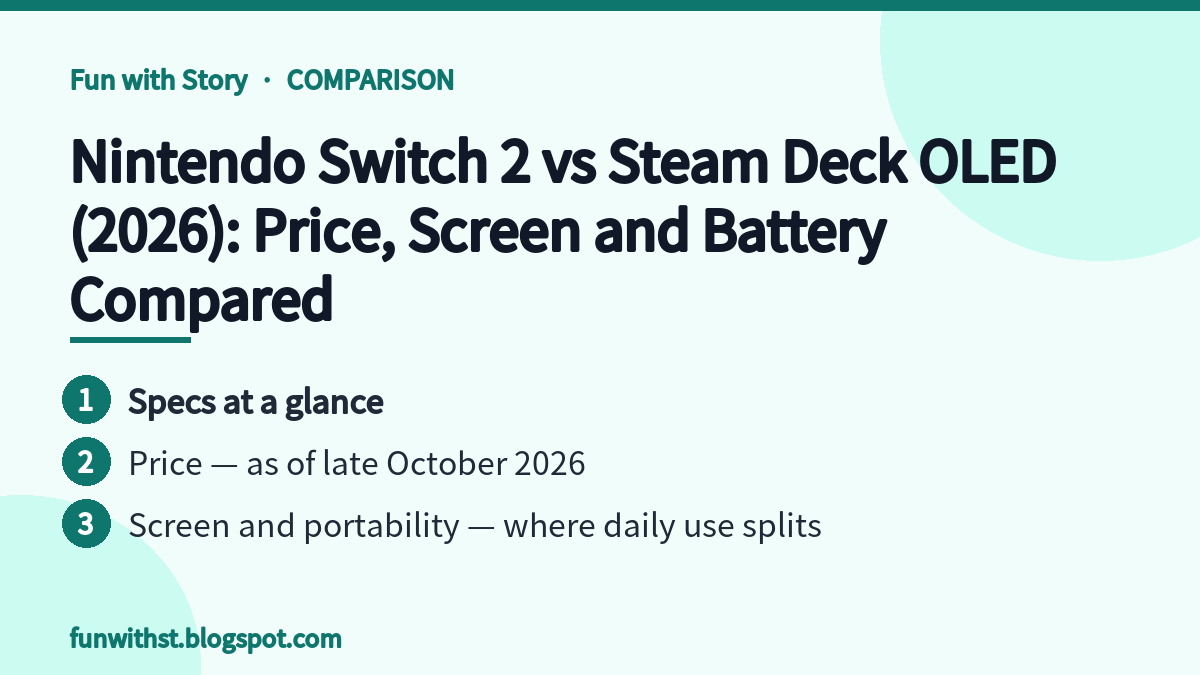 Fun with Story · COMPARISON
Nintendo Switch 2 vs Steam Deck OLED
(2026): Price, Screen and Battery
Compared
1 Specs at a glance
2 Price — as of late October 2026
3 Screen and portability — where daily use splits
funwithst.blogspot.com